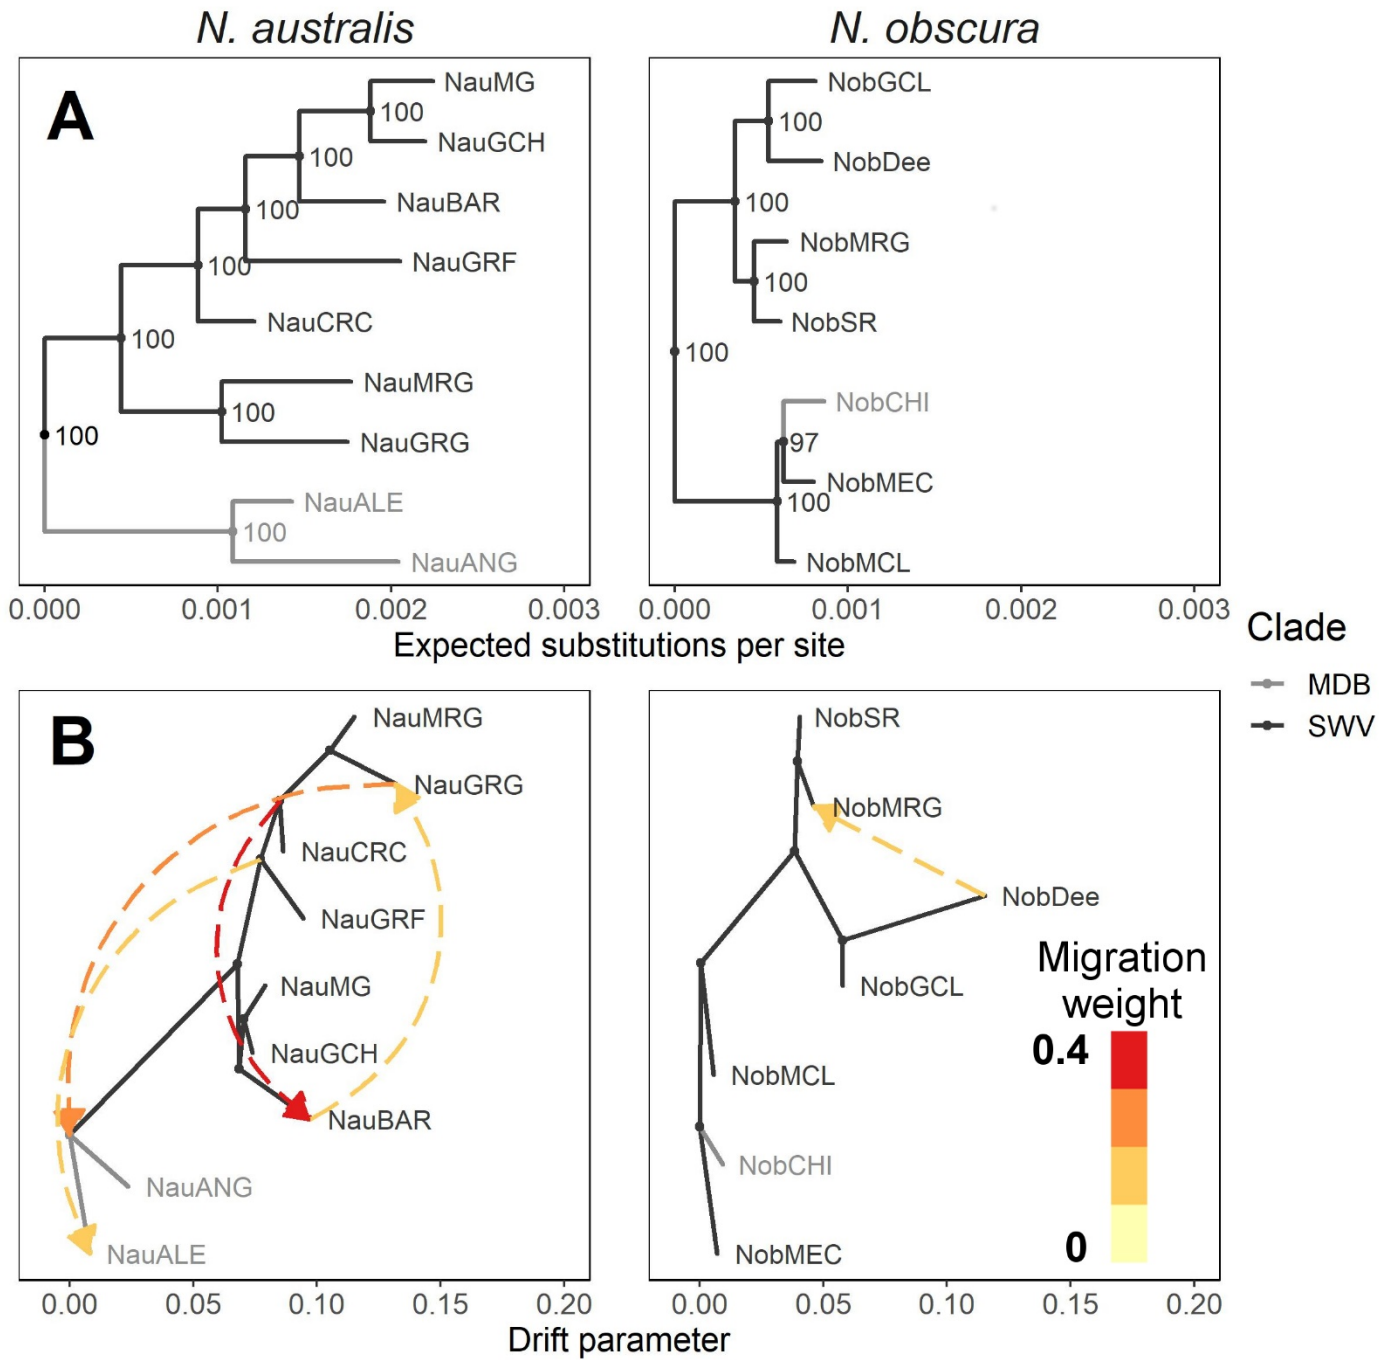 N. australis
N. obscura
A
NauMG
100
NauGCH
100
NauBAR
100
NauGRF
100
NauCRC
100
NauMRG
100
NauGRG
100
NauALE
100
NauANG
0.000 0.001 0.002 0.003
NobGCL
100
NobDee
100
NobMRG
100
NobSR
100
NobCHI
97
NobMEC
100
NobMCL
0.000 0.001 0.002 0.003
Expected substitutions per site
Clade
MDB
SWV
B
NauMRG
NauGRG
NauCRC
NauGRF
NauMG
NauGCH
NauBAR
NauANG
NauALE
0.00 0.05 0.10 0.15 0.20
NobSR
NobMRG
NobDee
NobGCL
NobMCL
NobCHI
NobMEC
Migration
weight
0.4
0
0.00 0.05 0.10 0.15 0.20
Drift parameter